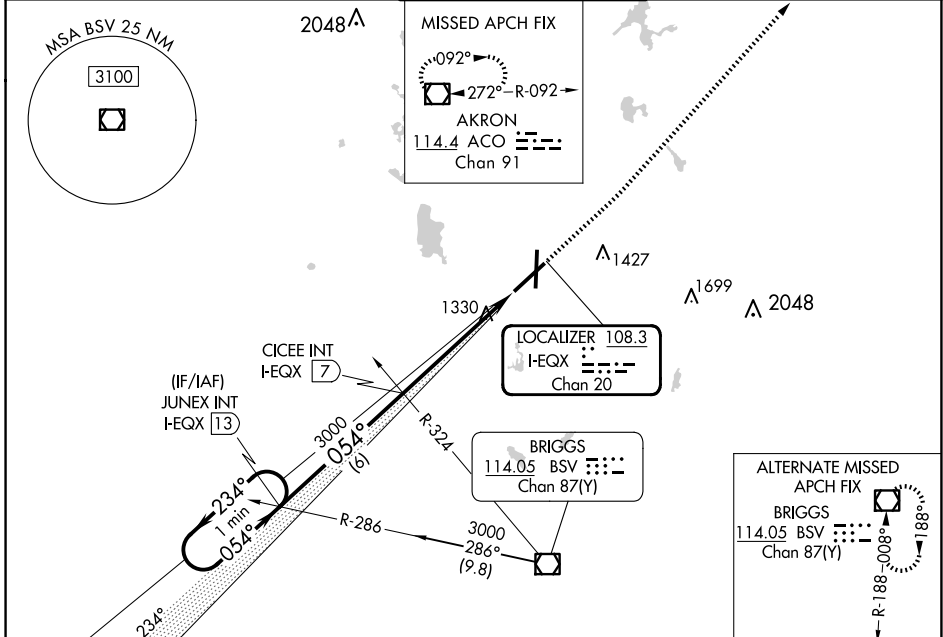 MSA BSV 25 NM
3100
2048
MISSED APCH FIX
092°
272°
R-092
AKRON
114.4 ACO
Chan 91
1427
1699
2048
1330
LOCALIZER 108.3
I-EQX
Chan 20
CICEE INT
I-EQX 7
(IF/IAF)
JUNEX INT
I-EQX 13
3000
054°
(6)
R-324
BRIGGS
114.05 BSV
Chan 87(Y)
234°
1 min
054°
R-286
3000
286°
(9.8)
234°
ALTERNATE MISSED
APCH FIX
BRIGGS
114.05 BSV
Chan 87(Y)
188°
R-188
008°